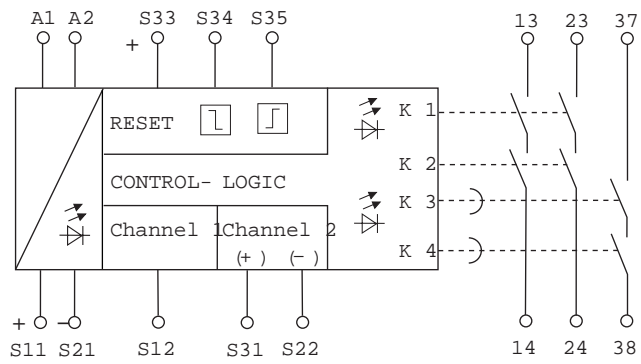 A1 A2 S33 S34 S35 13 23 37
+
RESET K 1
K 2
CONTROL- LOGIC
K 3
Channel 1 Channel 2
K 4
(+) (-)
+ -
S11 S21 S12 S31 S22 14 24 38